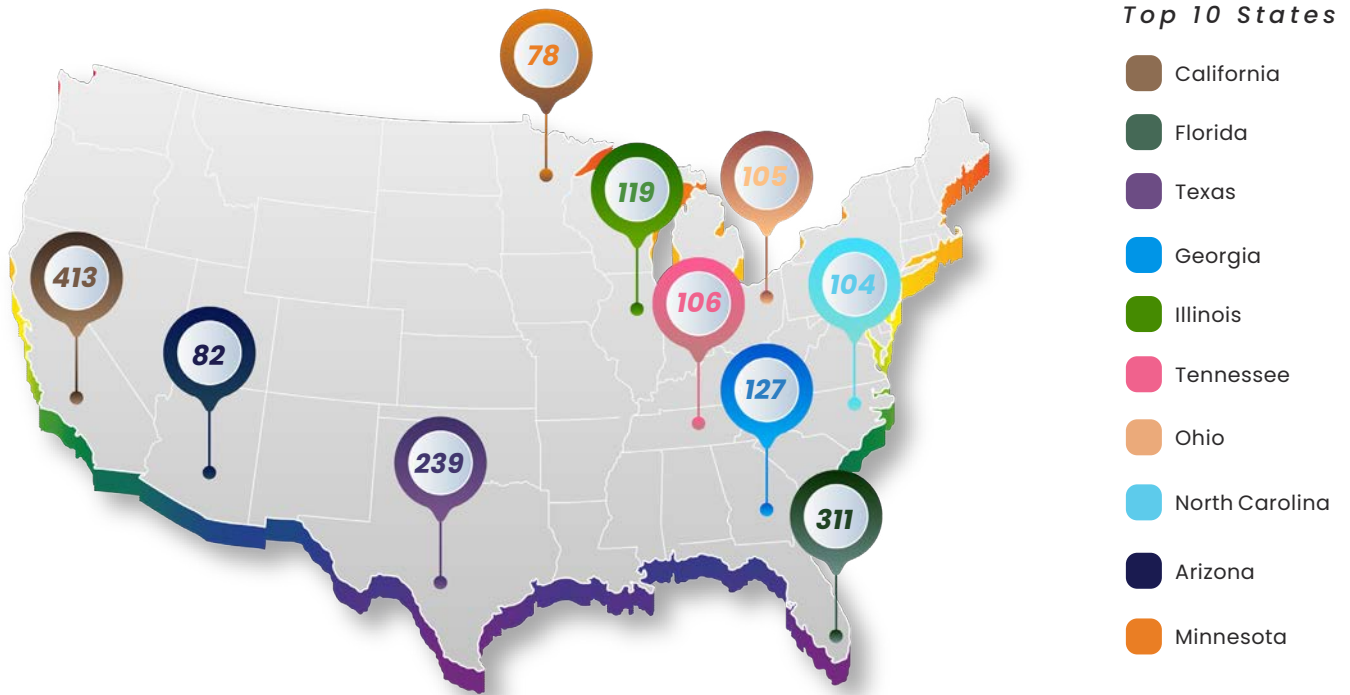 Top 10 States
78
California
Florida
119
105
Texas
Georgia
413
104
106
Illinois
82
Tennessee
127
Ohio
239
North Carolina
311
Arizona
Minnesota